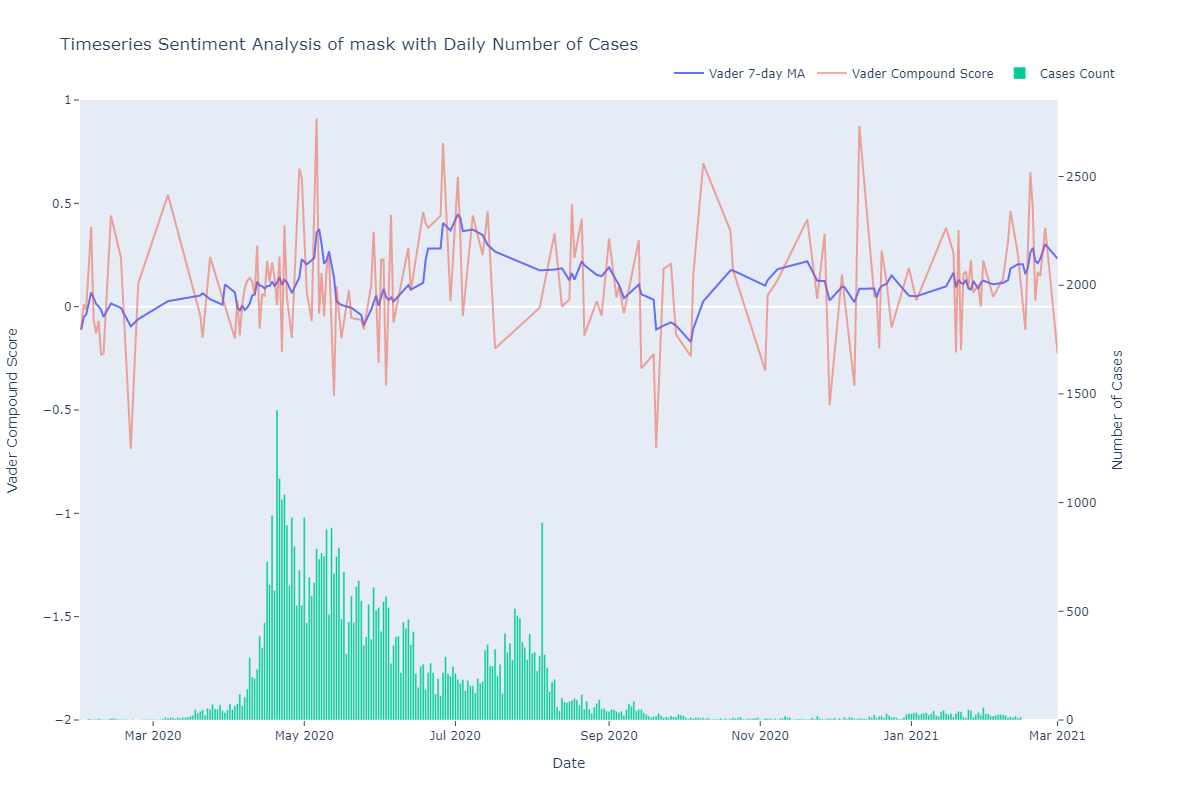 Timeseries Sentiment Analysis of mask with Daily Number of Cases
Vader 7-day MA
Vader Compound Score
Cases Count
1
0.5
0
−0.5
−1
−1.5
−2
Vader Compound Score
2500
2000
1500
1000
500
0
Number of Cases
Mar 2020
May 2020
Jul 2020
Sep 2020
Nov 2020
Jan 2021
Mar 2021
Date